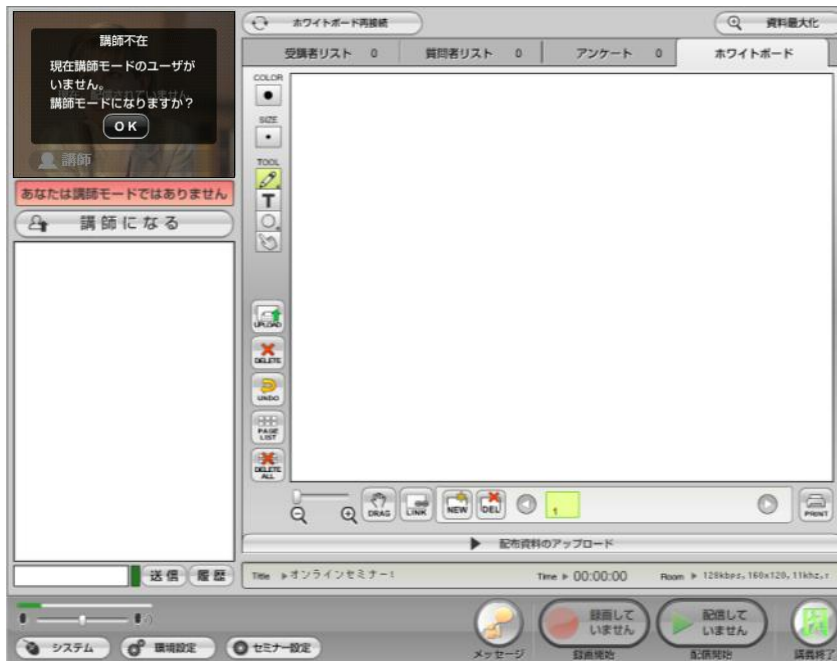 講師不在
現在講師モードのユーザが
いません。
講師モードになりますか？
OK
講師
あなたは講師モードではありません
講師になる
送信
履歴
ホワイトボード再接続
資料最大化
受講者リスト 0
質問者リスト 0
アンケート 0
ホワイトボード
COLOR
SIZE
TOOL
T
UPLOAD
DELETE
UNDO
PAGE
LIST
DELETE
ALL
DRAG
LINK
NEW
DEL
1
PRINT
配布資料のアップロード
Title オンラインセミナー1
Time 00:00:00
Room 128kbps,160x120,11khz,r
システム
環境設定
セミナー設定
メッセージ
録画して
いません
録画開始
配信して
いません
配信開始
講義終了